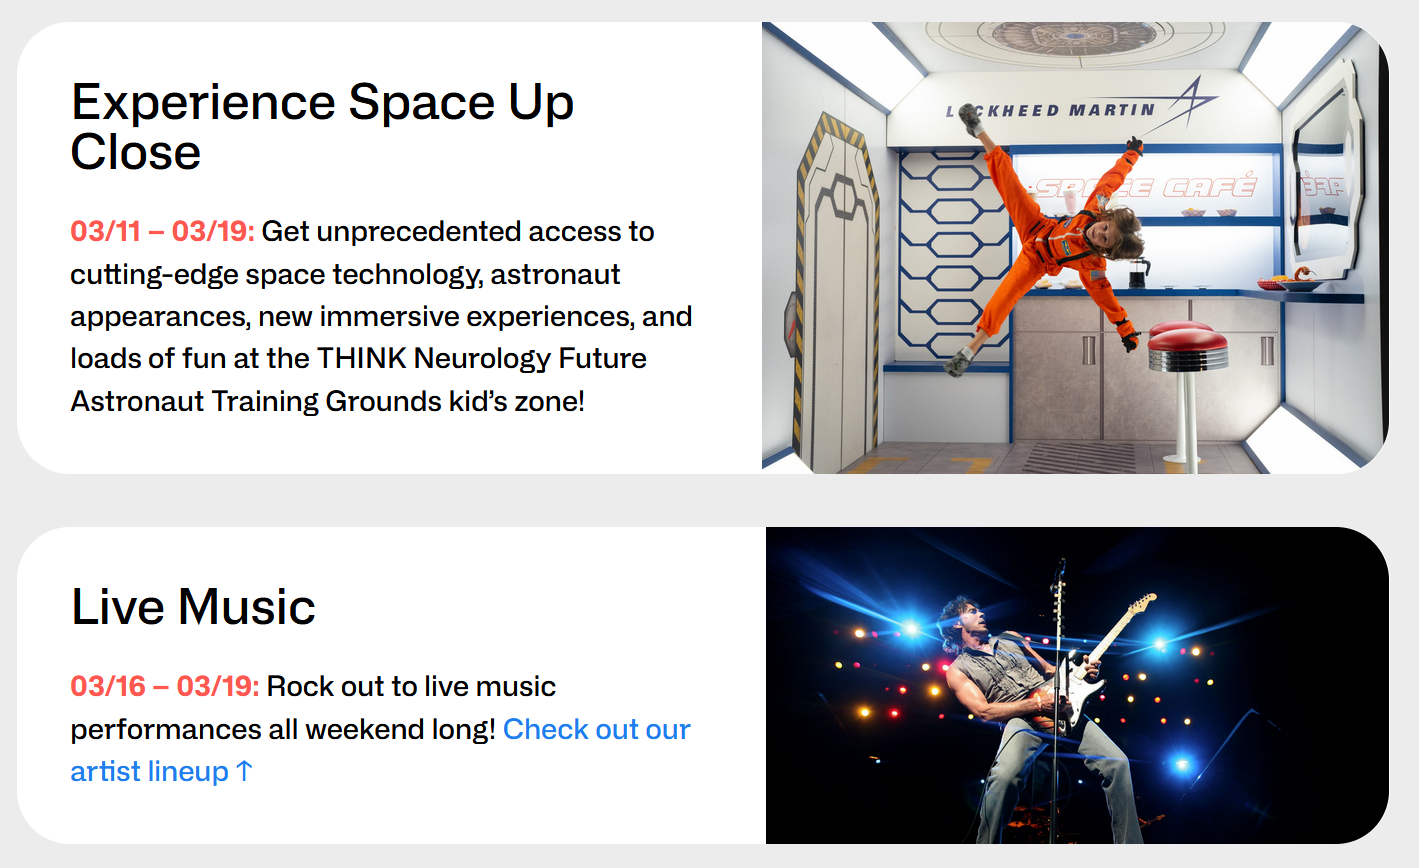 Experience Space Up
Close
03/11 – 03/19: Get unprecedented access to
cutting-edge space technology, astronaut
appearances, new immersive experiences, and
loads of fun at the THINK Neurology Future
Astronaut Training Grounds kid’s zone!
LOCKHEED MARTIN
SPACE CAFÉ
Live Music
03/16 – 03/19: Rock out to live music
performances all weekend long! Check out our
artist lineup ↑